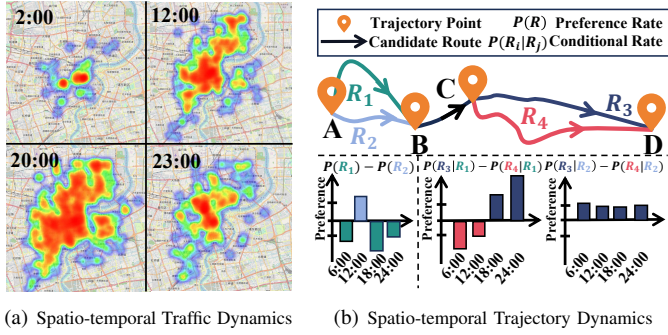 2:00
12:00
20:00
23:00
Trajectory Point
P(R) Preference Rate
Candidate Route
P(R_i|R_j) Conditional Rate
A
R_1
R_2
B
C
R_3
R_4
D
P(R_1) − P(R_2)
P(R_3|R_1) − P(R_4|R_1)
P(R_3|R_2) − P(R_4|R_2)
Preference
6:00
12:00
18:00
24:00
Preference
6:00
12:00
18:00
24:00
Preference
6:00
12:00
18:00
24:00
(a) Spatio-temporal Traffic Dynamics
(b) Spatio-temporal Trajectory Dynamics